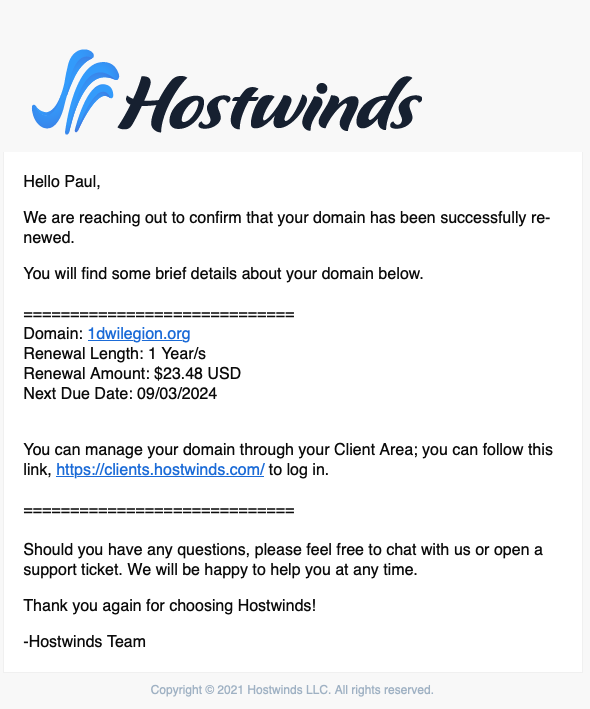 Hostwinds
Hello Paul,
We are reaching out to confirm that your domain has been successfully re-
newed.
You will find some brief details about your domain below.
=============================
Domain: 1dwilegion.org
Renewal Length: 1 Year/s
Renewal Amount: $23.48 USD
Next Due Date: 09/03/2024
You can manage your domain through your Client Area; you can follow this
link, https://clients.hostwinds.com/ to log in.
=============================
Should you have any questions, please feel free to chat with us or open a
support ticket. We will be happy to help you at any time.
Thank you again for choosing Hostwinds!
-Hostwinds Team
Copyright © 2021 Hostwinds LLC. All rights reserved.